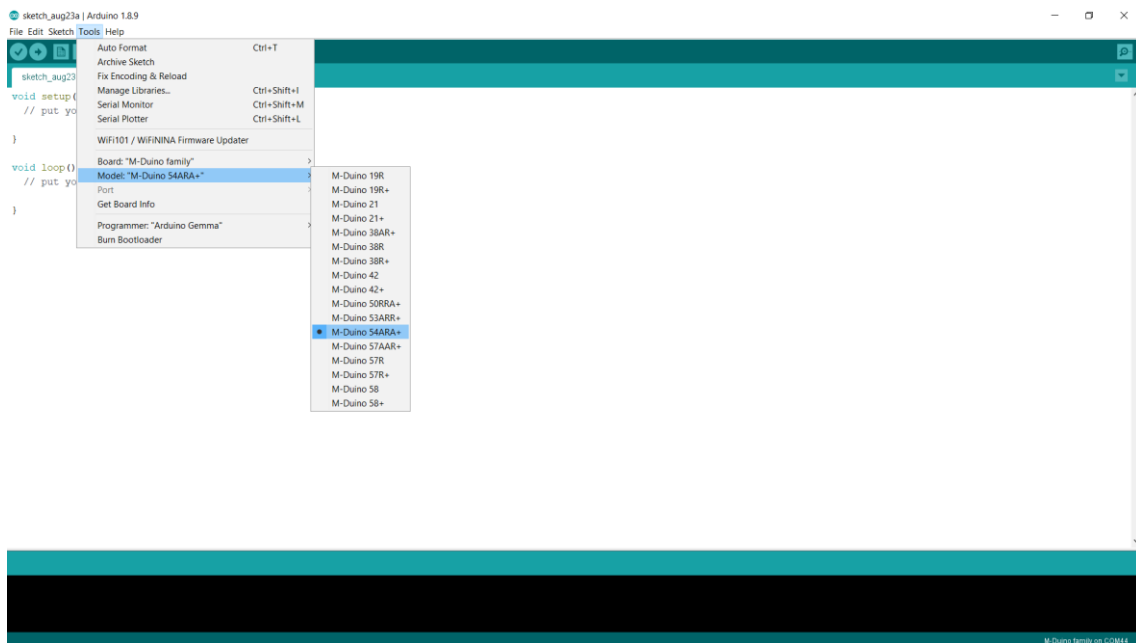 sketch_aug23a | Arduino 1.8.9
File Edit Sketch Tools Help
sketch_aug23
Auto Format Ctrl+T
Archive Sketch
Fix Encoding & Reload
Manage Libraries... Ctrl+Shift+I
Serial Monitor Ctrl+Shift+M
Serial Plotter Ctrl+Shift+L
WiFi101 / WiFiNINA Firmware Updater
Board: "M-Duino family"
Model: "M-Duino 54ARA+"
Port
Get Board Info
Programmer: "Arduino Gemma"
Burn Bootloader
void setup(
// put yo
}
void loop()
// put yo
}
M-Duino 19R
M-Duino 19R+
M-Duino 21
M-Duino 21+
M-Duino 38AR+
M-Duino 38R
M-Duino 38R+
M-Duino 42
M-Duino 42+
M-Duino 50RRA+
M-Duino 53ARR+
M-Duino 54ARA+
M-Duino 57AAR+
M-Duino 57R
M-Duino 57R+
M-Duino 58
M-Duino 58+
M-Duino family on COM44